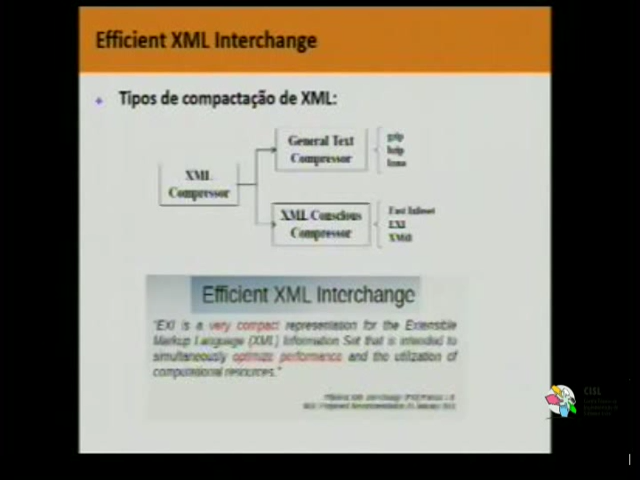 Efficient XML Interchange
Tipos de compactação de XML:
General Text
Compressor
gzip
bzip
XML
Compressor
XML Conscious
Compressor
Fast Infoset
EXI
XMill
Efficient XML Interchange
"EXI is a very compact representation for the Extensible
Markup Language (XML) Information Set that is intended to
simultaneously optimize performance and the utilization of
computational resources."
CISL